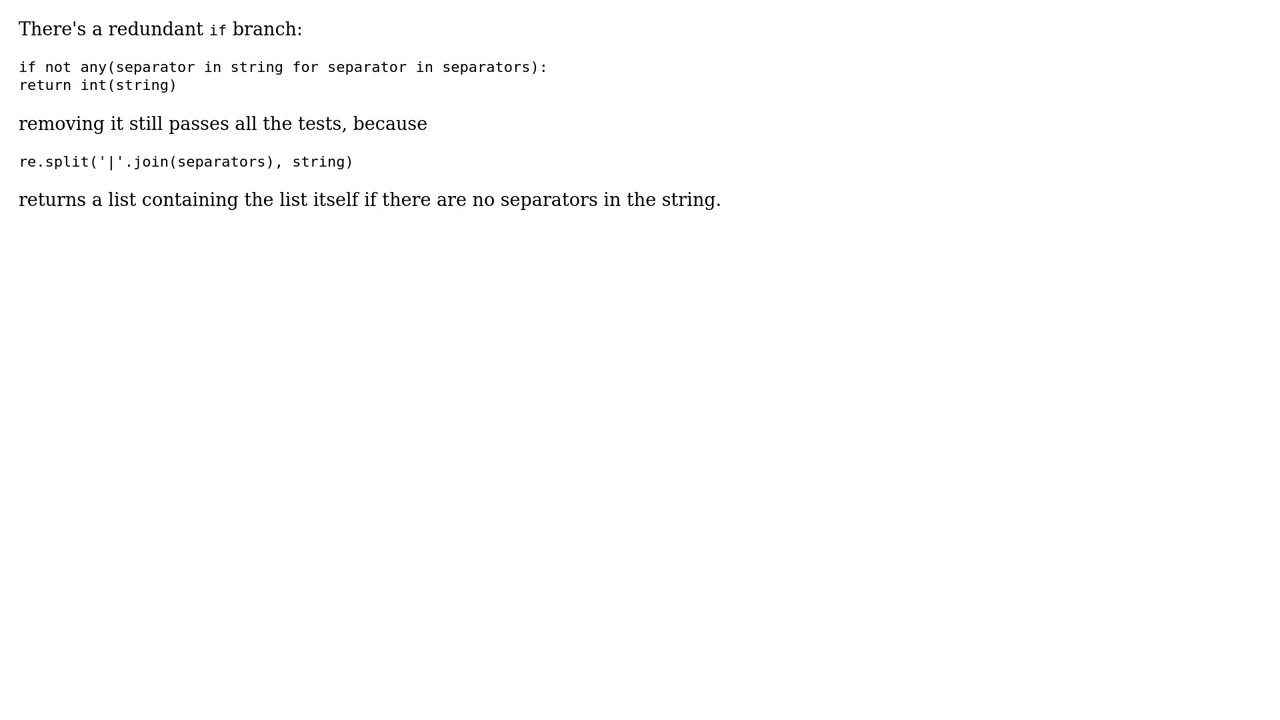 There's a redundant if branch:
if not any(separator in string for separator in separators):
return int(string)
removing it still passes all the tests, because
re.split('|'.join(separators), string)
returns a list containing the list itself if there are no separators in the string.